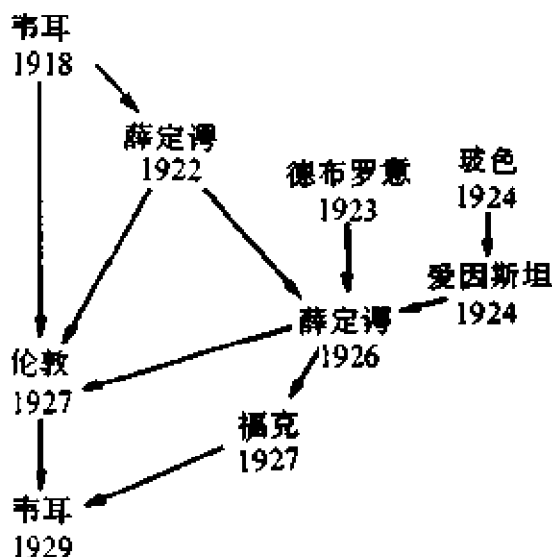 韦耳
1918
薛定谔
1922
德布罗意
1923
玻色
1924
爱因斯坦
1924
薛定谔
1926
伦敦
1927
福克
1927
韦耳
1929